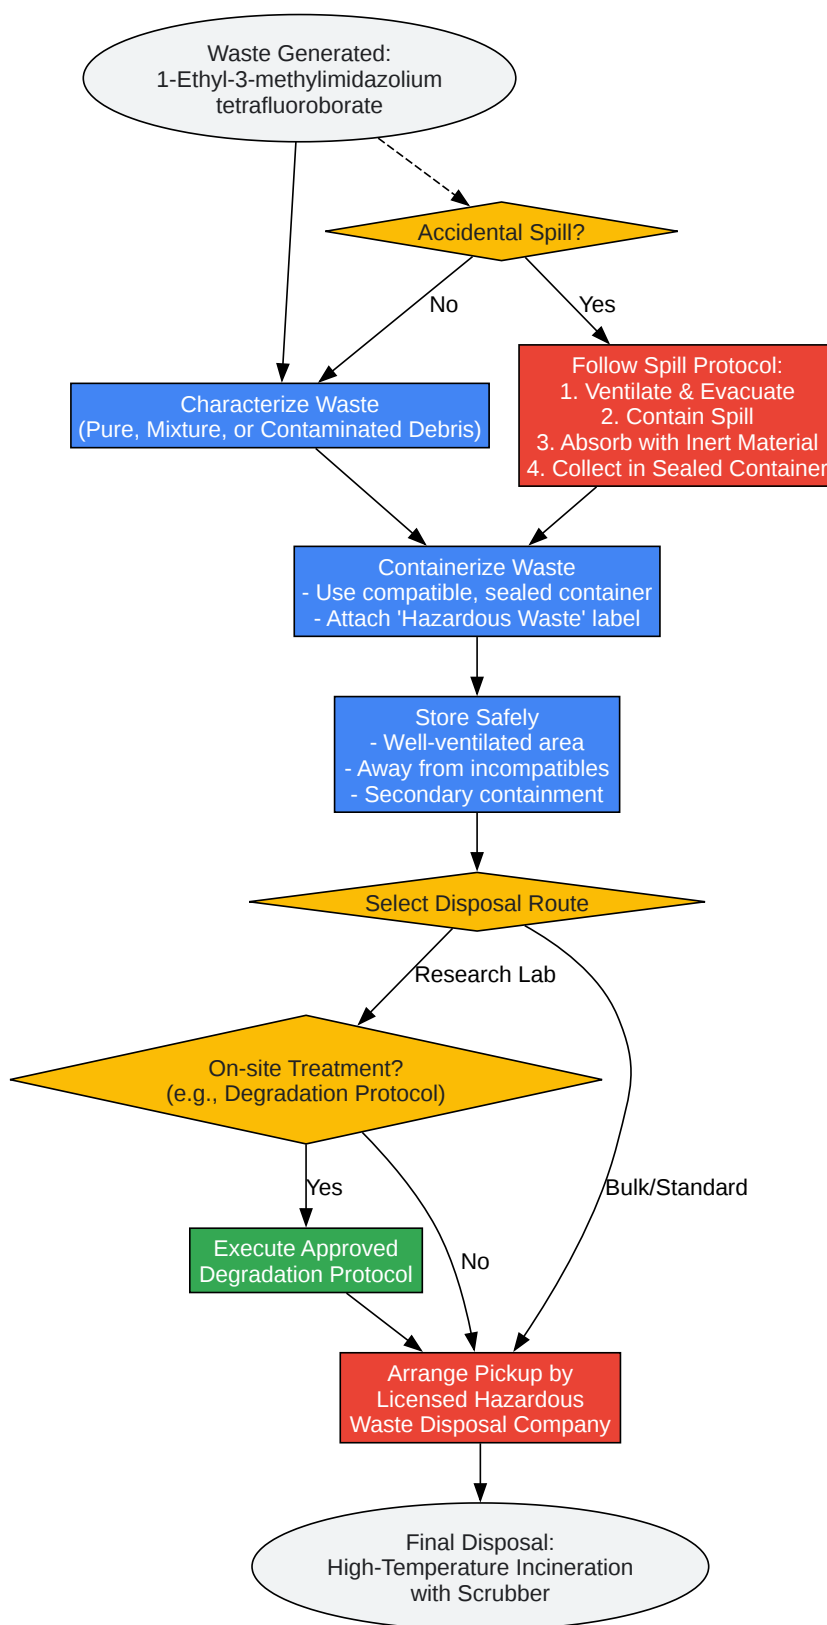 Waste Generated:
1-Ethyl-3-methylimidazolium
tetrafluoroborate
Accidental Spill?
No
Yes
Follow Spill Protocol:
1. Ventilate & Evacuate
2. Contain Spill
3. Absorb with Inert Material
4. Collect in Sealed Container
Characterize Waste
(Pure, Mixture, or Contaminated Debris)
Containerize Waste
- Use compatible, sealed container
- Attach 'Hazardous Waste' label
Store Safely
- Well-ventilated area
- Away from incompatibles
- Secondary containment
Select Disposal Route
Research Lab
On-site Treatment?
(e.g., Degradation Protocol)
Yes
Bulk/Standard
Execute Approved
Degradation Protocol
No
Arrange Pickup by
Licensed Hazardous
Waste Disposal Company
Final Disposal:
High-Temperature Incineration
with Scrubber